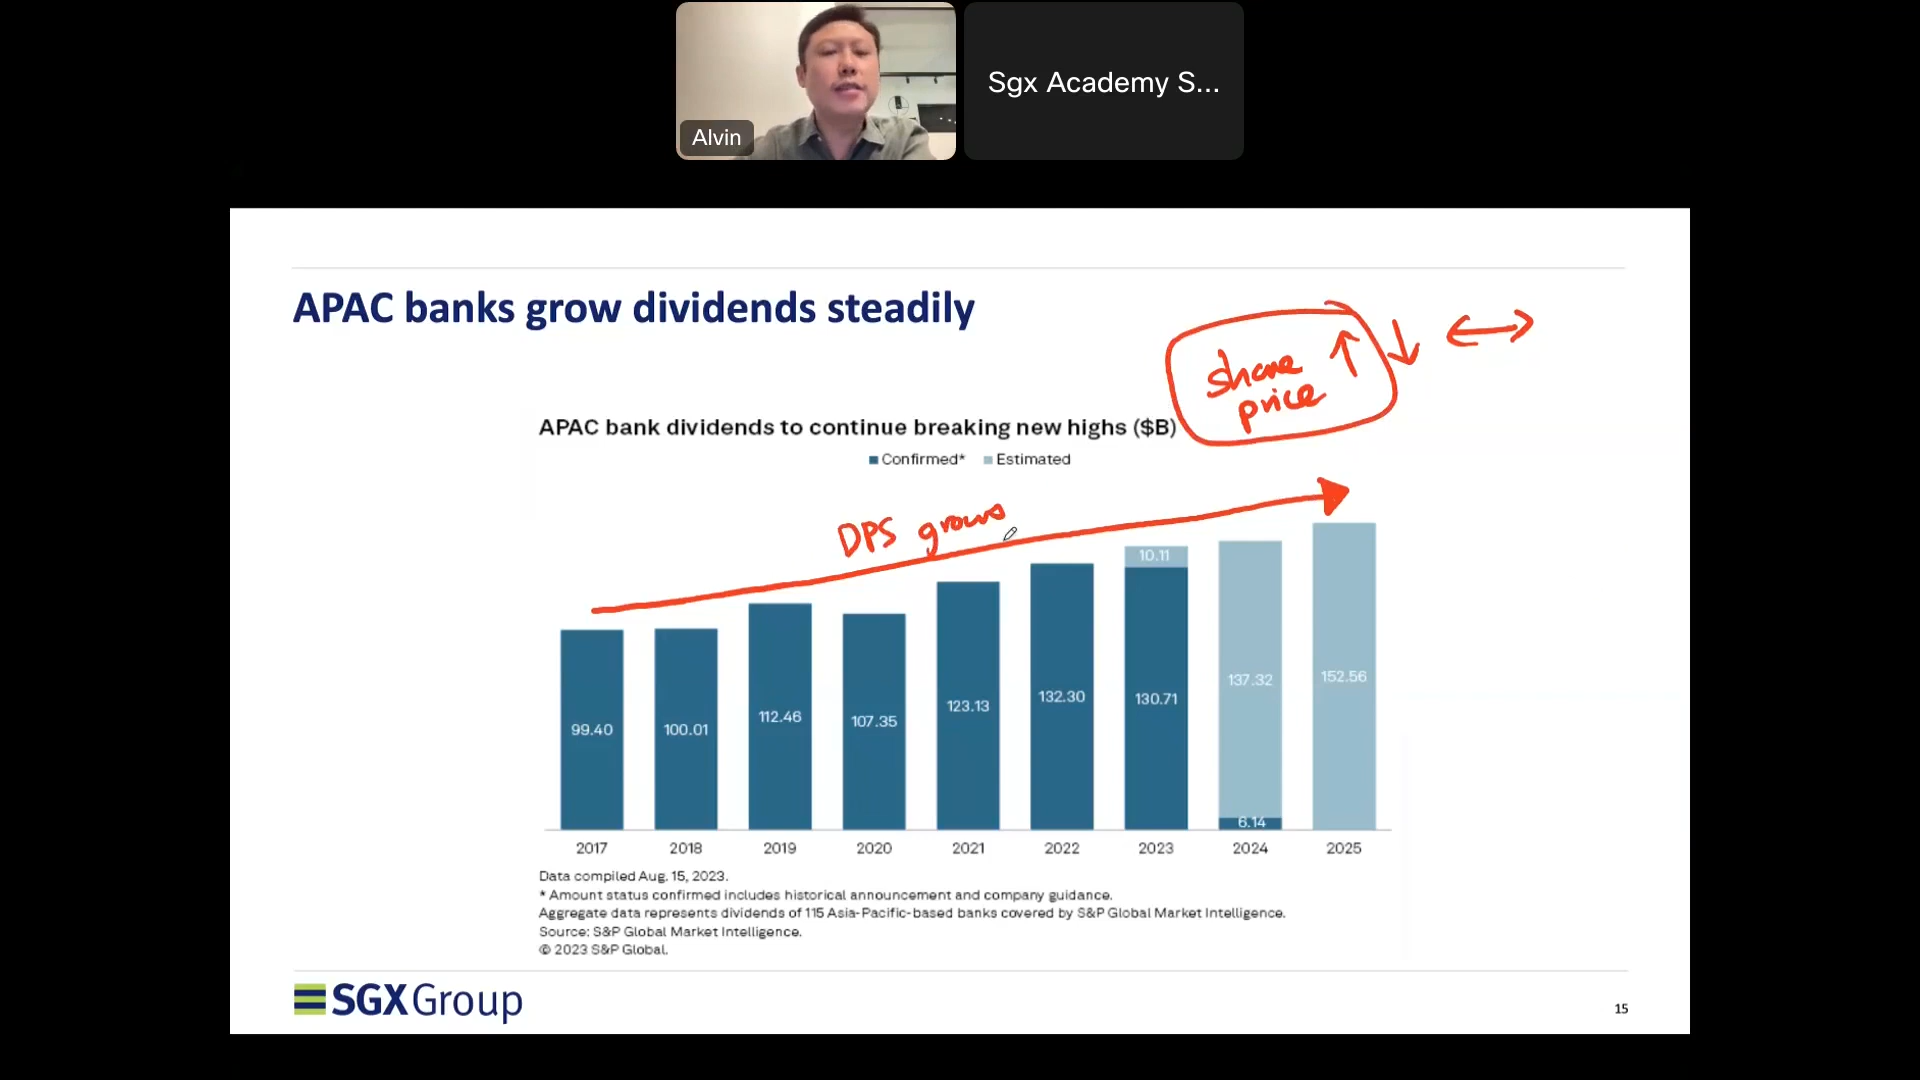 Alvin
Sgx Academy S...
APAC banks grow dividends steadily
share
price
APAC bank dividends to continue breaking new highs ($B)
Confirmed* Estimated
DPS grows
10.11
99.40 100.01 112.46 107.35 123.13 132.30 130.71 137.32 152.56
6.14
2017 2018 2019 2020 2021 2022 2023 2024 2025
Data compiled Aug. 15, 2023.
* Amount status confirmed includes historical announcement and company guidance.
Aggregate data represents dividends of 115 Asia-Pacific-based banks covered by S&P Global Market Intelligence.
Source: S&P Global Market Intelligence.
© 2023 S&P Global.
SGXGroup
15